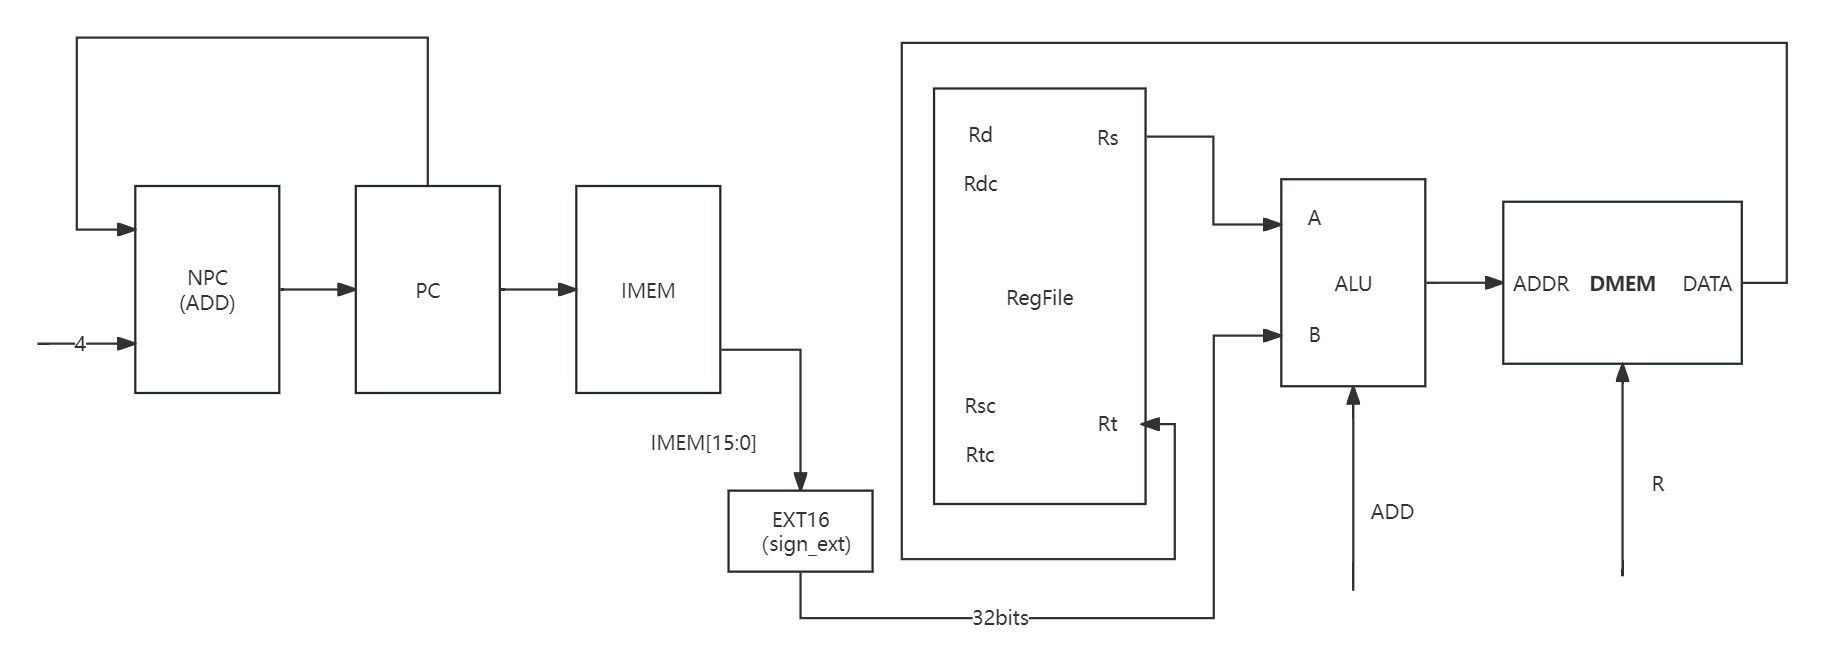 NPC
(ADD)
4
PC
IMEM
IMEM[15:0]
EXT16
(sign_ext)
32bits
Rd
Rs
Rdc
RegFile
Rsc
Rt
Rtc
A
ALU
B
ADD
ADDR DMEM DATA
R